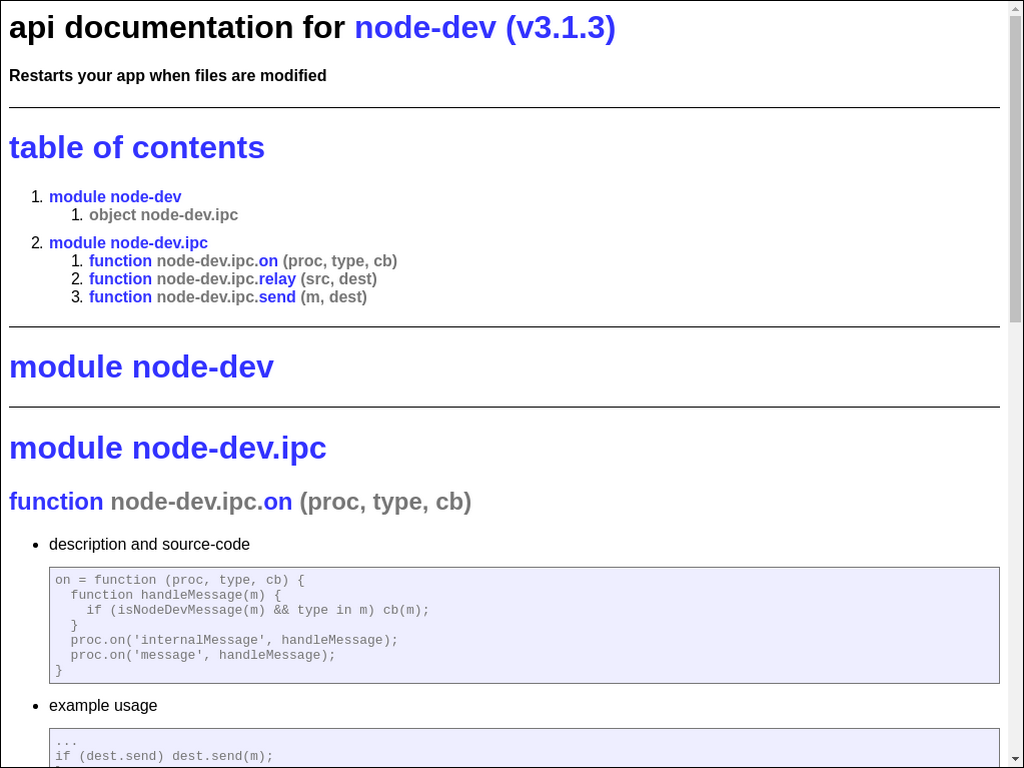 api documentation for node-dev (v3.1.3)
Restarts your app when files are modified
table of contents
1. module node-dev
1. object node-dev.ipc
2. module node-dev.ipc
1. function node-dev.ipc.on (proc, type, cb)
2. function node-dev.ipc.relay (src, dest)
3. function node-dev.ipc.send (m, dest)
module node-dev
module node-dev.ipc
function node-dev.ipc.on (proc, type, cb)
• description and source-code
on = function (proc, type, cb) {
  function handleMessage(m) {
    if (isNodeDevMessage(m) && type in m) cb(m);
  }
  proc.on('internalMessage', handleMessage);
  proc.on('message', handleMessage);
}
• example usage
...
if (dest.send) dest.send(m);